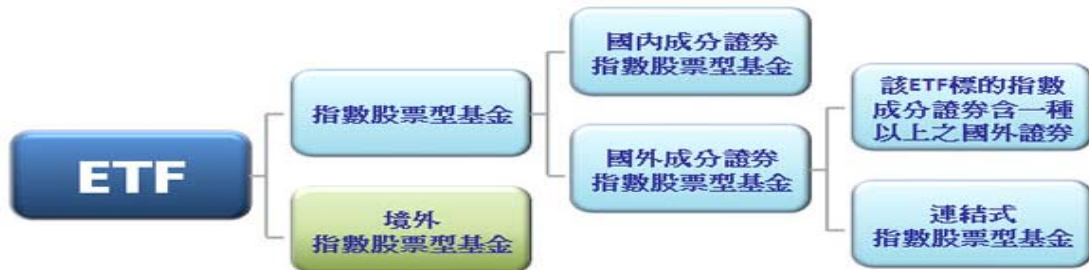 ETF
指數股票型基金
境外
指數股票型基金
國內成分證券
指數股票型基金
國外成分證券
指數股票型基金
該ETF標的指數
成分證券含一種
以上之國外證券
連結式
指數股票型基金